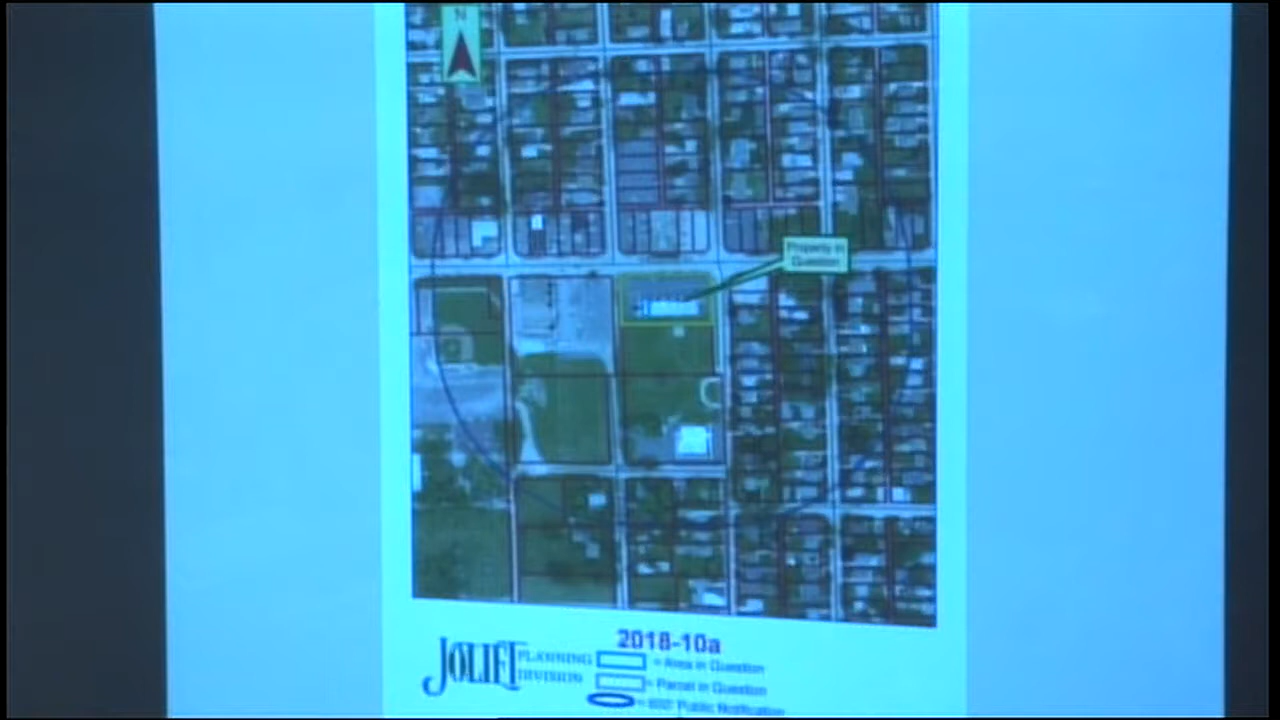 N
Property in
Question
2018-10a
JOLIET PLANNING
DIVISION
= Area in Question
= Parcel in Question
= 600' Public Notification